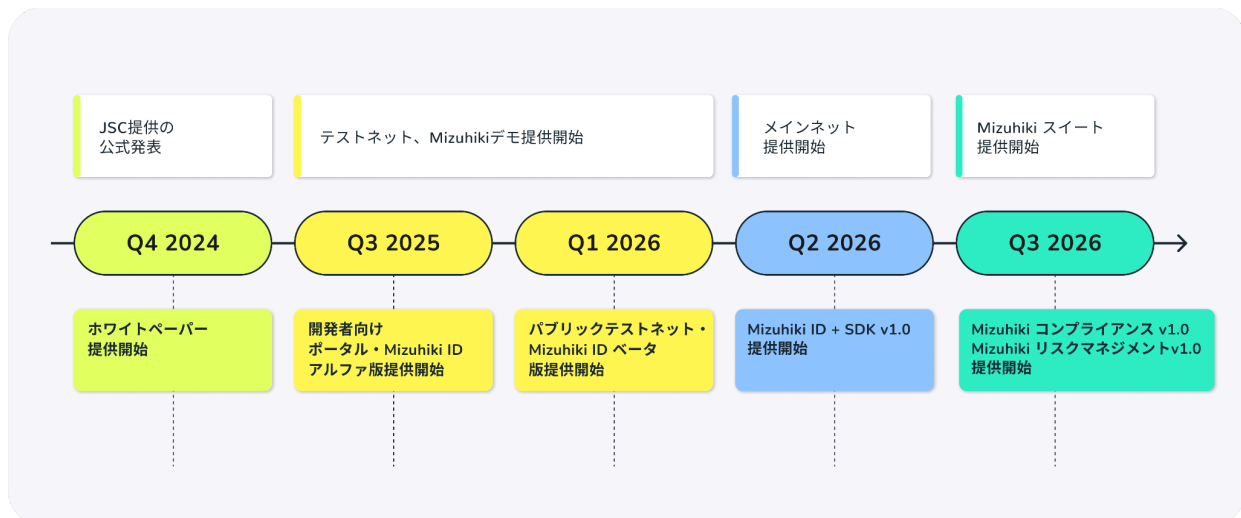 JSC提供の
公式発表
テストネット、Mizuhikiデモ提供開始
メインネット
提供開始
Mizuhiki スイート
提供開始
Q4 2024
Q3 2025
Q1 2026
Q2 2026
Q3 2026
ホワイトペーパー
提供開始
開発者向け
ポータル・Mizuhiki ID
アルファ版提供開始
パブリックテストネット・
Mizuhiki ID ベータ
版提供開始
Mizuhiki ID + SDK v1.0
提供開始
Mizuhiki コンプライアンス v1.0
Mizuhiki リスクマネジメントv1.0
提供開始